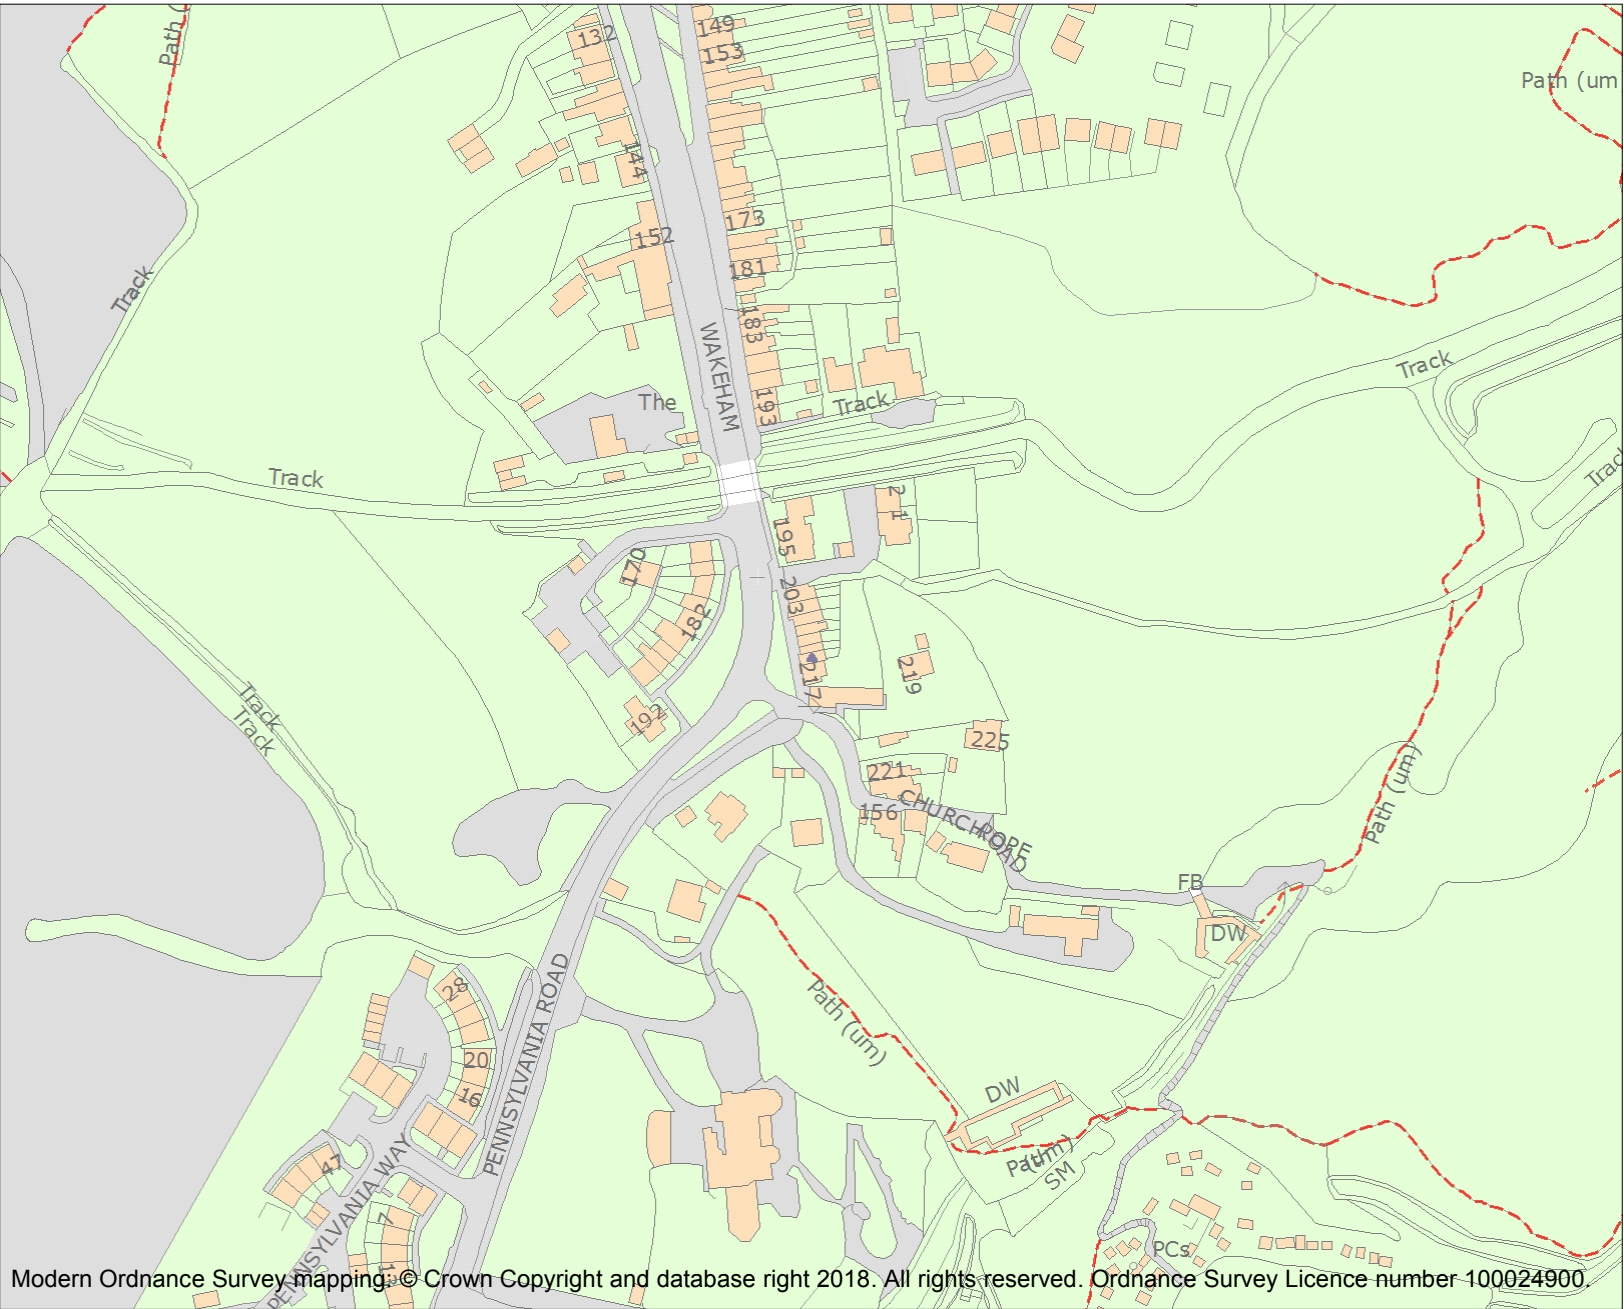 Path (
132
149
153
Path (um
144
173
152
181
Track
183
WAKEHAM
Track
193
The
Track
Track
Track
211
195
170
203
182
217
219
192
Track
Track
225
221
Path (um)
156
CHURCH
ROPE
ROAD
FB
DW
28
PENNSYLVANIA ROAD
Path (um)
20
DW
16
47
PENNSYLVANIA WAY
SM
7
PCs
13
Modern Ordnance Survey mapping: © Crown Copyright and database right 2018. All rights reserved. Ordnance Survey Licence number 100024900.